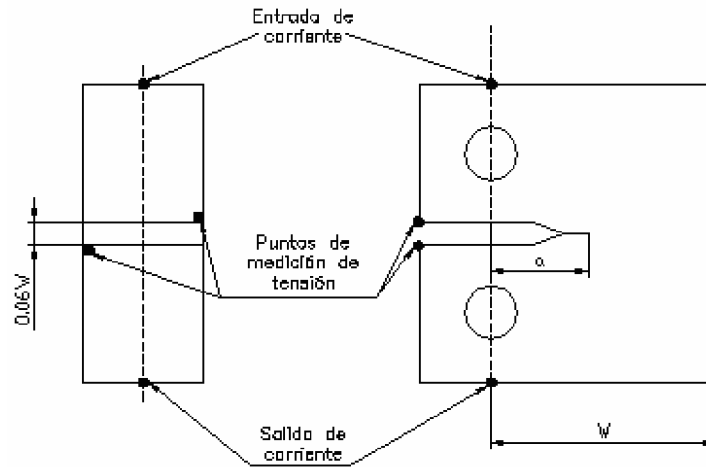 Entrada de
corriente
Puntos de
medición de
tensión
0.06W
a
W
Salida de
corriente